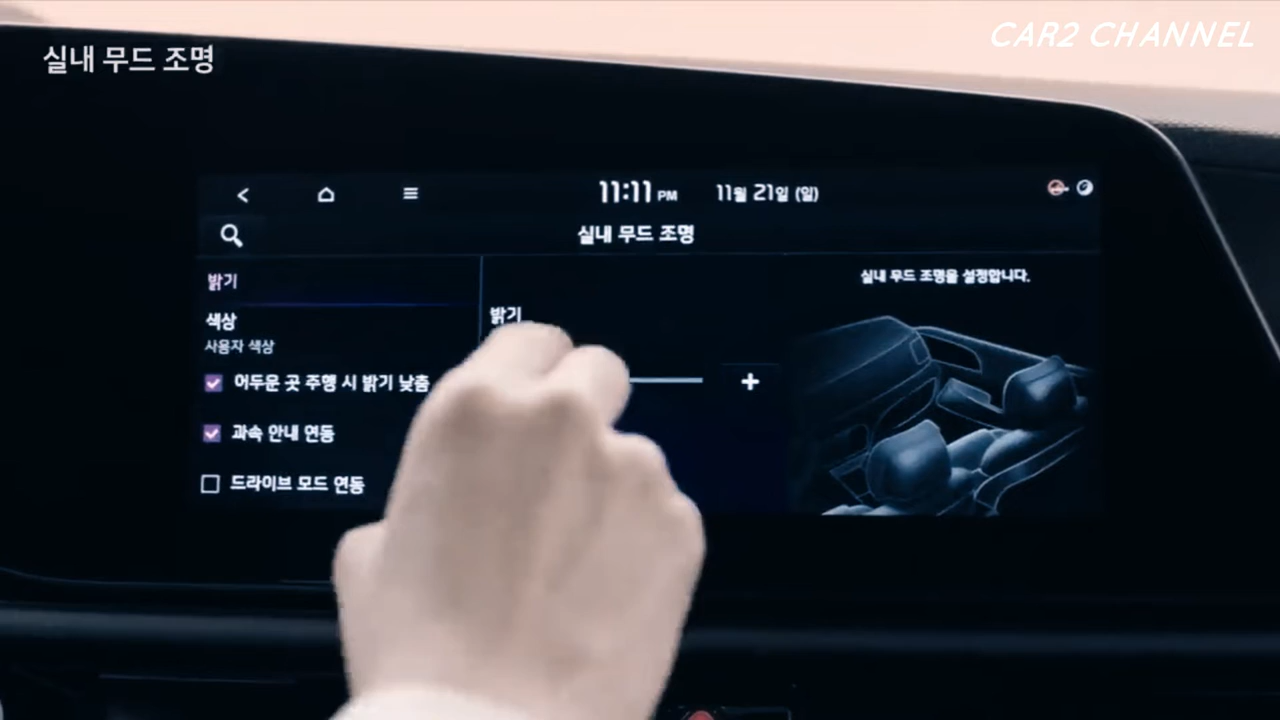 실내 무드 조명
CAR2 CHANNEL
11:11 PM 11월 21일 (일)
실내 무드 조명
밝기
색상
사용자 색상
어두운 곳 주행 시 밝기 낮춤
과속 안내 연동
드라이브 모드 연동
밝기
실내 무드 조명을 설정합니다.